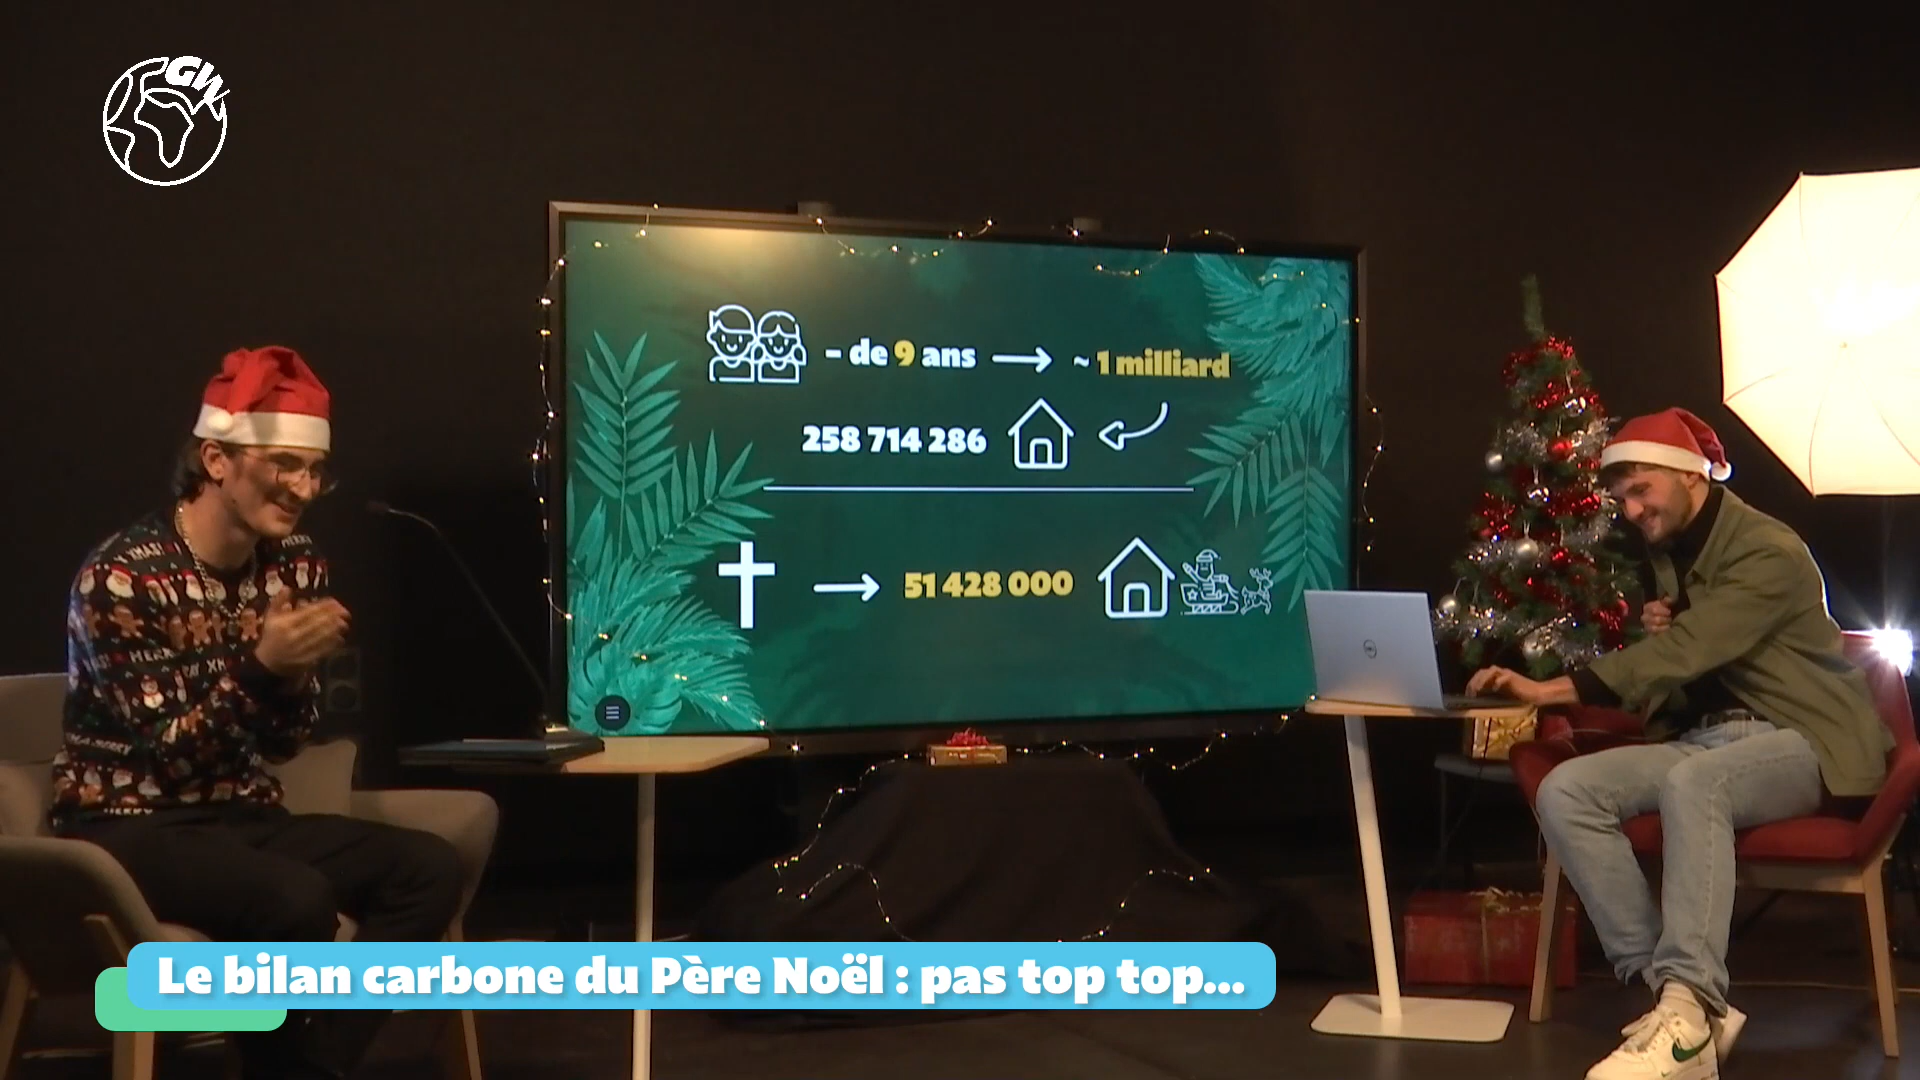 GW
- de 9 ans → ~ 1 milliard
258 714 286
→ 51 428 000
Le bilan carbone du Père Noël : pas top top...